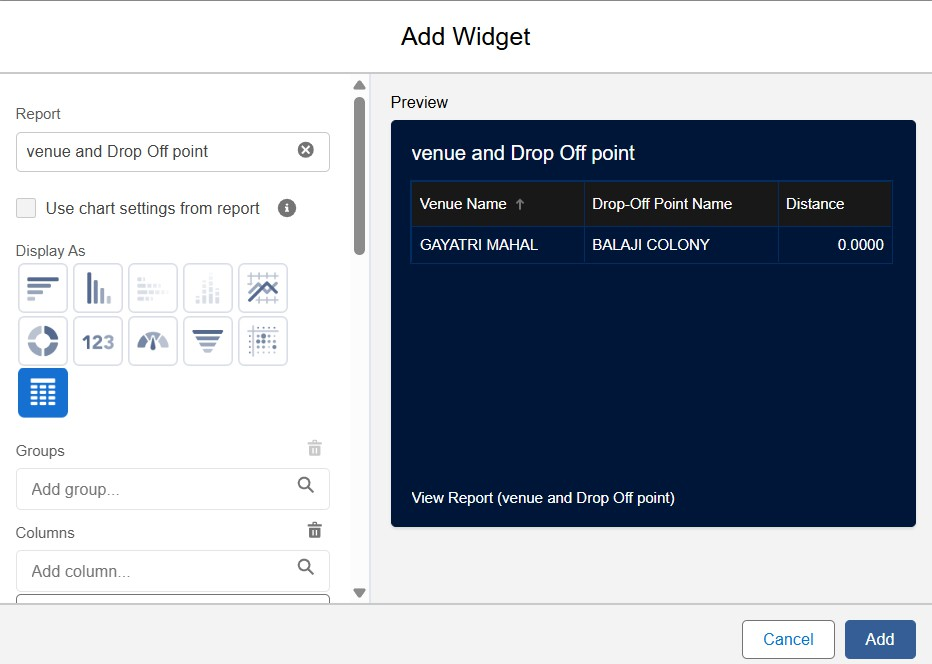 Add Widget
Report
venue and Drop Off point
Use chart settings from report
Display As
123
Groups
Add group...
Columns
Add column...
Preview
venue and Drop Off point
Venue Name ↑ Drop-Off Point Name Distance
GAYATRI MAHAL BALAJI COLONY 0.0000
View Report (venue and Drop Off point)
Cancel Add